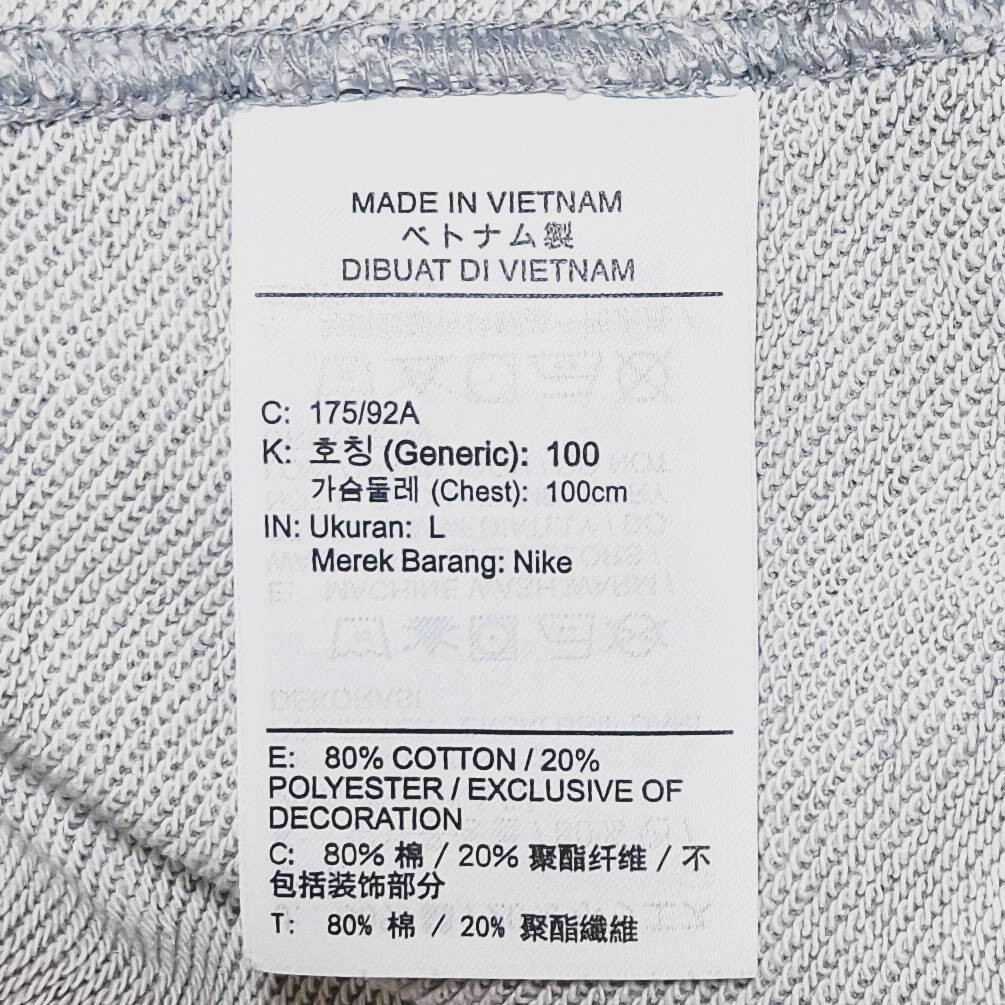 MADE IN VIETNAM
ベトナム製
DIBUAT DI VIETNAM
C: 175/92A
K: 호칭 (Generic): 100
가슴둘레 (Chest): 100cm
IN: Ukuran: L
Merek Barang: Nike
E: 80% COTTON / 20%
POLYESTER / EXCLUSIVE OF
DECORATION
C: 80% 棉 / 20% 聚酯纤维 / 不
包括装饰部分
T: 80% 棉 / 20% 聚酯纖維